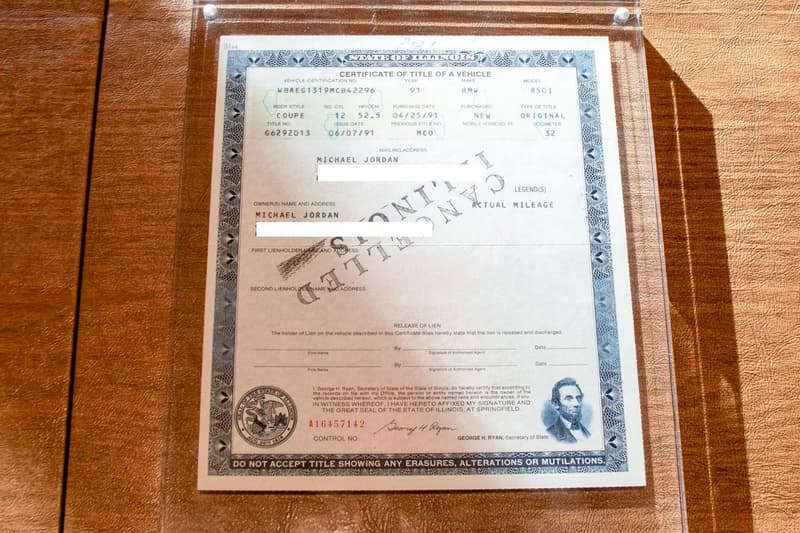 STATE OF ILLINOIS
CERTIFICATE OF TITLE OF A VEHICLE
VEHICLE IDENTIFICATION NO. YEAR MAKE MODEL
WBAEG1319MCB42296 91 BMW 850I
BODY STYLE NO. CYL. PURCHASE DATE PURCHASED TYPE OF TITLE
COUPE 12 52.5 04/25/91 NEW ORIGINAL
TITLE NO. ISSUE DATE PREVIOUS TITLE NO. ODOMETER
G6292013 06/07/91 MCO 32
MAILING ADDRESS
MICHAEL JORDAN
LEGEND(S)
ACTUAL MILEAGE
OWNER(S) NAME AND ADDRESS
MICHAEL JORDAN
CANCELLED
ILLINOIS
FIRST LIENHOLDER NAME AND ADDRESS
SECOND LIENHOLDER NAME AND ADDRESS
RELEASE OF LIEN
The holder of Lien on the vehicle described in this Certificate does hereby state that the lien is released and discharged.
By Date
Firm Name Signature of Authorized Agent
By Date
Firm Name Signature of Authorized Agent
I, George H. Ryan, Secretary of State of the State of Illinois, do hereby certify that according to
the records on file with my Office, the person or entity named hereon is the owner of the
vehicle described hereon, which is subject to the above named liens and encumbrances, if any.
IN WITNESS WHEREOF, I HAVE HERETO AFFIXED MY SIGNATURE AND
THE GREAT SEAL OF THE STATE OF ILLINOIS, AT SPRINGFIELD.
A16457142
George H Ryan
CONTROL NO. GEORGE H. RYAN, Secretary of State
DO NOT ACCEPT TITLE SHOWING ANY ERASURES, ALTERATIONS OR MUTILATIONS.